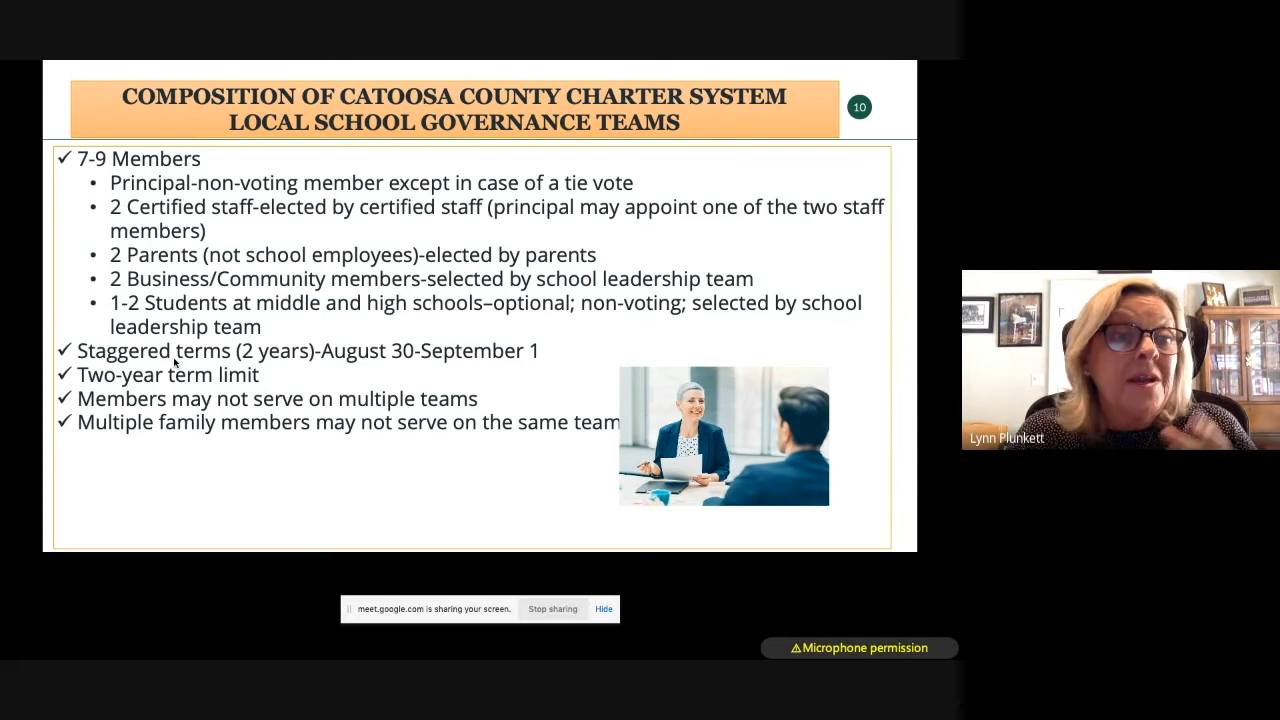 COMPOSITION OF CATOOSA COUNTY CHARTER SYSTEM
LOCAL SCHOOL GOVERNANCE TEAMS
10
✓ 7-9 Members
• Principal-non-voting member except in case of a tie vote
• 2 Certified staff-elected by certified staff (principal may appoint one of the two staff
members)
• 2 Parents (not school employees)-elected by parents
• 2 Business/Community members-selected by school leadership team
• 1-2 Students at middle and high schools–optional; non-voting; selected by school
leadership team
✓ Staggered terms (2 years)-August 30-September 1
✓ Two-year term limit
✓ Members may not serve on multiple teams
✓ Multiple family members may not serve on the same team
Lynn Plunkett
meet.google.com is sharing your screen.
Stop sharing
Hide
⚠Microphone permission